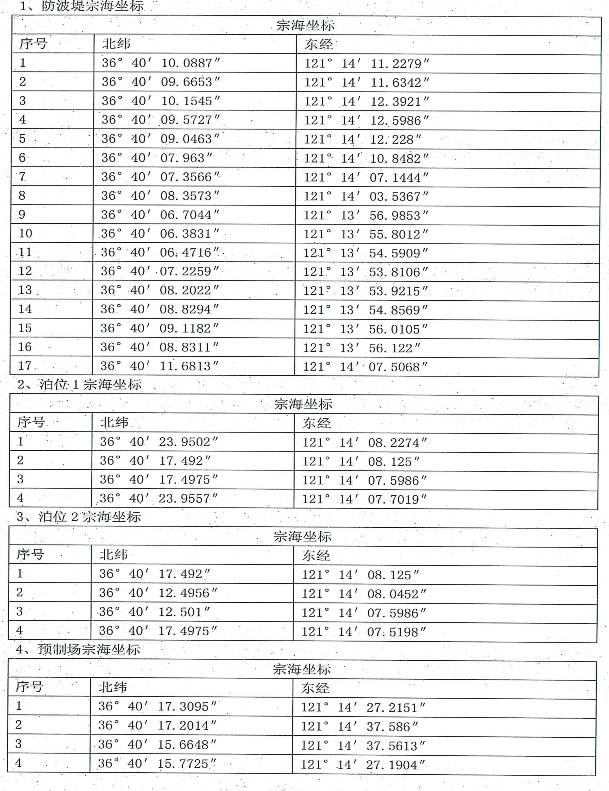 1、防波堤宗海坐标
宗海坐标
序号 北纬 东经
1 36° 40′ 10.0887″ 121° 14′ 11.2279″
2 36° 40′ 09.6653″ 121° 14′ 11.6342″
3 36° 40′ 10.1545″ 121° 14′ 12.3921″
4 36° 40′ 09.5727″ 121° 14′ 12.5986″
5 36° 40′ 09.0463″ 121° 14′ 12.228″
6 36° 40′ 07.963″ 121° 14′ 10.8482″
7 36° 40′ 07.3566″ 121° 14′ 07.1444″
8 36° 40′ 08.3573″ 121° 14′ 03.5367″
9 36° 40′ 06.7044″ 121° 13′ 56.9853″
10 36° 40′ 06.3831″ 121° 13′ 55.8012″
11 36° 40′ 06.4716″ 121° 13′ 54.5909″
12 36° 40′ 07.2259″ 121° 13′ 53.8106″
13 36° 40′ 08.2022″ 121° 13′ 53.9215″
14 36° 40′ 08.8294″ 121° 13′ 54.8569″
15 36° 40′ 09.1182″ 121° 13′ 56.0105″
16 36° 40′ 08.8311″ 121° 13′ 56.122″
17 36° 40′ 11.6813″ 121° 14′ 07.5068″
2、泊位 1 宗海坐标
宗海坐标
序号 北纬 东经
1 36° 40′ 23.9502″ 121° 14′ 08.2274″
2 36° 40′ 17.492″ 121° 14′ 08.125″
3 36° 40′ 17.4975″ 121° 14′ 07.5986″
4 36° 40′ 23.9557″ 121° 14′ 07.7019″
3、泊位 2 宗海坐标
宗海坐标
序号 北纬 东经
1 36° 40′ 17.492″ 121° 14′ 08.125″
2 36° 40′ 12.4956″ 121° 14′ 08.0452″
3 36° 40′ 12.501″ 121° 14′ 07.5986″
4 36° 40′ 17.4975″ 121° 14′ 07.5198″
4、预制场宗海坐标
宗海坐标
序号 北纬 东经
1 36° 40′ 17.3095″ 121° 14′ 27.2151″
2 36° 40′ 17.2014″ 121° 14′ 37.586″
3 36° 40′ 15.6648″ 121° 14′ 37.5613″
4 36° 40′ 15.7725″ 121° 14′ 27.1904″